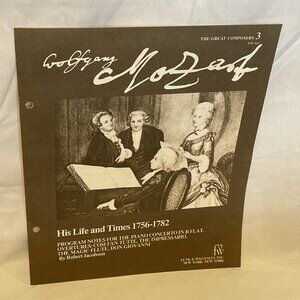 THE GREAT COMPOSERS 3
Wolfgang
Mozart
His Life and Times 1756-1782
PROGRAM NOTES FOR THE PIANO CONCERTO IN B FLAT,
OVERTURES: COSI FAN TUTTE, THE IMPRESSARIO,
THE MAGIC FLUTE, DON GIOVANNI
By Robert Jacobson
FW
FUNK & WAGNALLS, INC.
NEW YORK, NEW YORK